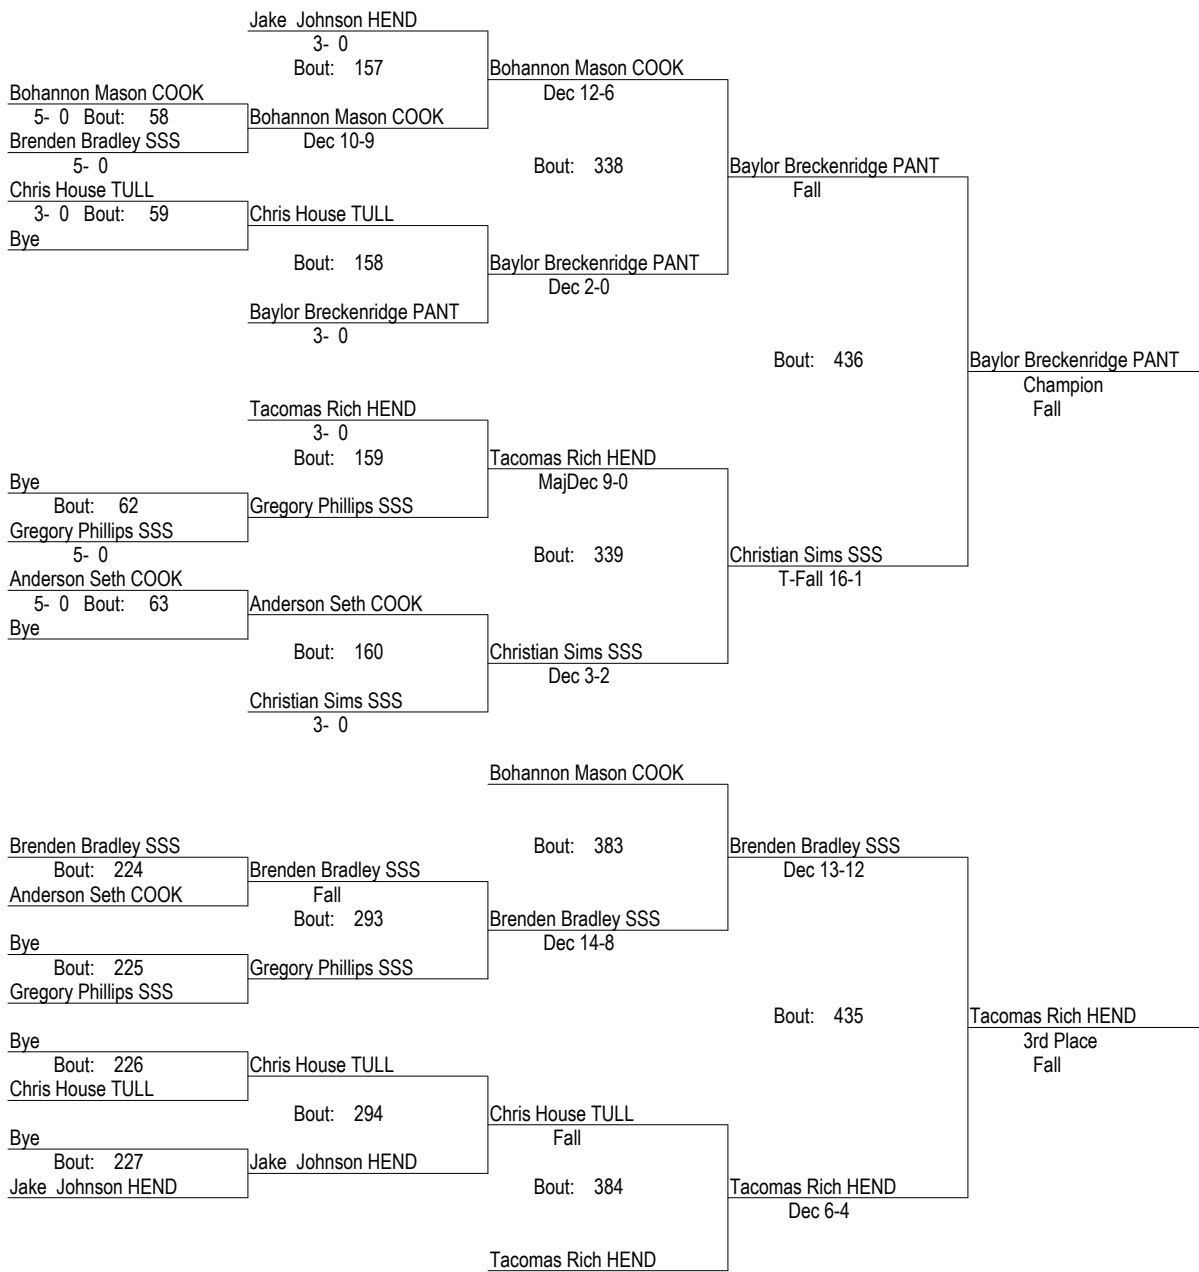 Jake  Johnson HEND
3-  0
Bout:   157
Bohannon Mason COOK
Dec 12-6
Bohannon Mason COOK
5-  0   Bout:    58
Bohannon Mason COOK
Dec 10-9
Brenden Bradley SSS
5-  0
Bout:   338
Baylor Breckenridge PANT
Fall
Chris House TULL
3-  0   Bout:    59
Chris House TULL
Bye
Bout:   158
Baylor Breckenridge PANT
Dec 2-0
Baylor Breckenridge PANT
3-  0
Bout:   436
Baylor Breckenridge PANT
Champion
Fall
Tacomas Rich HEND
3-  0
Bout:   159
Tacomas Rich HEND
MajDec 9-0
Bye
Bout:    62
Gregory Phillips SSS
Gregory Phillips SSS
5-  0
Bout:   339
Christian Sims SSS
T-Fall 16-1
Anderson Seth COOK
5-  0   Bout:    63
Anderson Seth COOK
Bye
Bout:   160
Christian Sims SSS
Dec 3-2
Christian Sims SSS
3-  0
Bohannon Mason COOK
Brenden Bradley SSS
Bout:   224
Brenden Bradley SSS
Fall
Anderson Seth COOK
Bout:   383
Brenden Bradley SSS
Dec 13-12
Bout:   293
Brenden Bradley SSS
Dec 14-8
Bye
Bout:   225
Gregory Phillips SSS
Gregory Phillips SSS
Bout:   435
Tacomas Rich HEND
3rd Place
Fall
Bye
Bout:   226
Chris House TULL
Chris House TULL
Bout:   294
Chris House TULL
Fall
Bye
Bout:   227
Jake  Johnson HEND
Jake  Johnson HEND
Bout:   384
Tacomas Rich HEND
Dec 6-4
Tacomas Rich HEND